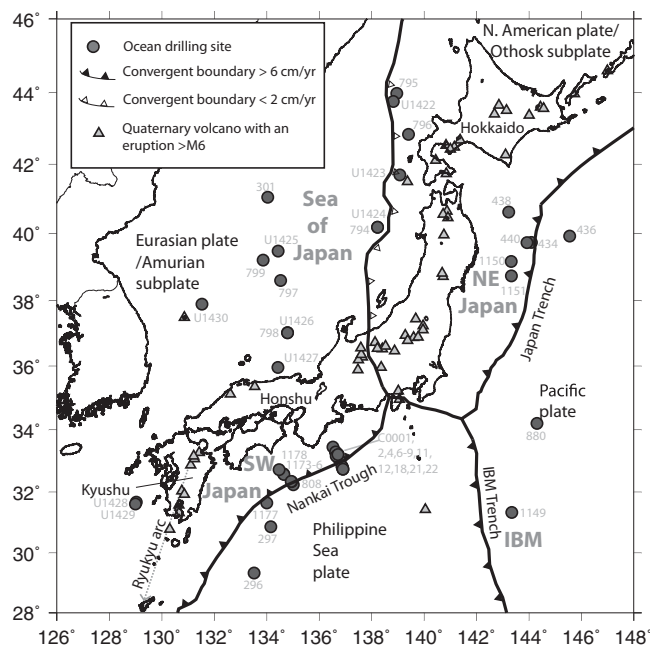 46°
44°
42°
40°
38°
36°
34°
32°
30°
28°
126° 128° 130° 132° 134° 136° 138° 140° 142° 144° 146° 148°
Ocean drilling site
Convergent boundary > 6 cm/yr
Convergent boundary < 2 cm/yr
Quaternary volcano with an
eruption >M6
N. American plate/
Othosk subplate
795
U1422
796
Hokkaido
U1423
301
Sea
of
Japan
U1424
794
438
436
440
434
Eurasian plate
/Amurian
subplate
U1425
799
797
1150
1151
NE
Japan
U1430
U1426
798
U1427
Japan Trench
Honshu
Pacific
plate
880
C0001,
2,4,6-9,11,
12,18,21,22
1178
1173-6
808
SW
Japan
Nankai Trough
Kyushu
U1428
U1429
1177
297
296
Ryukyu arc
Philippine
Sea
plate
IBM Trench
1149
IBM